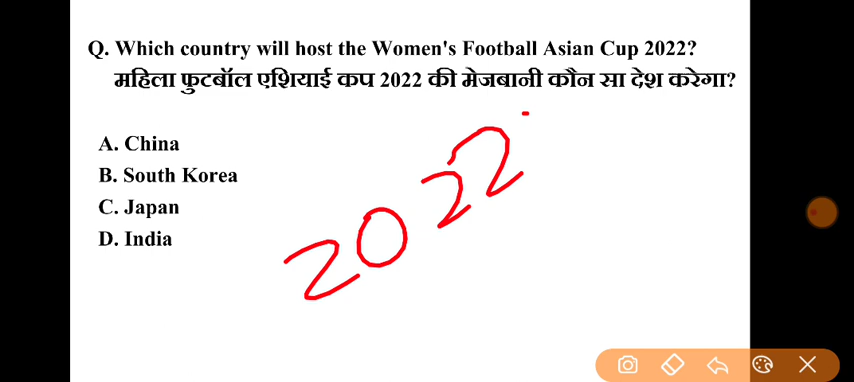 Q. Which country will host the Women's Football Asian Cup 2022?
महिला फुटबॉल एशियाई कप 2022 की मेजबानी कौन सा देश करेगा?
A. China
B. South Korea
C. Japan
D. India
2022